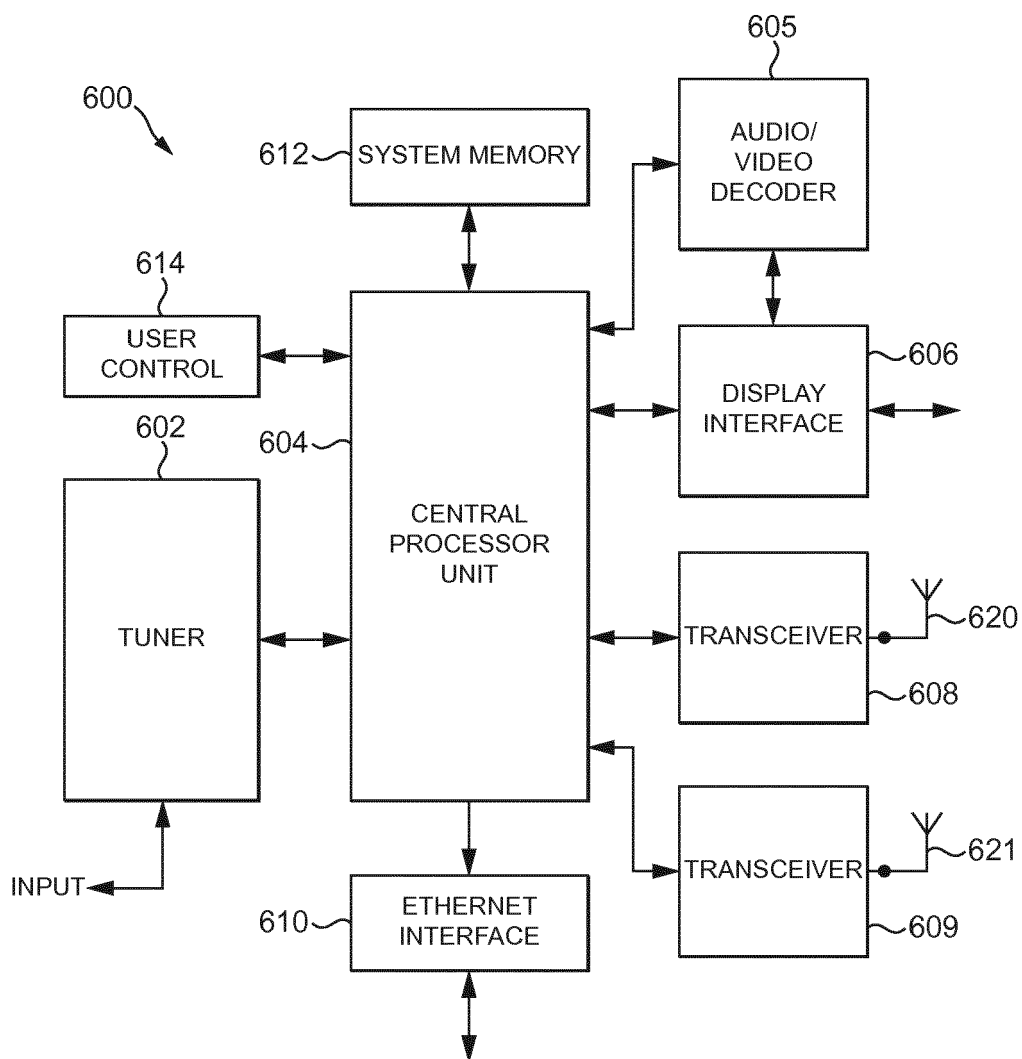 605
600
612
SYSTEM MEMORY
AUDIO/
VIDEO
DECODER
614
USER
CONTROL
606
DISPLAY
INTERFACE
602
604
CENTRAL
PROCESSOR
UNIT
TUNER
TRANSCEIVER
620
608
INPUT
TRANSCEIVER
621
609
610
ETHERNET
INTERFACE